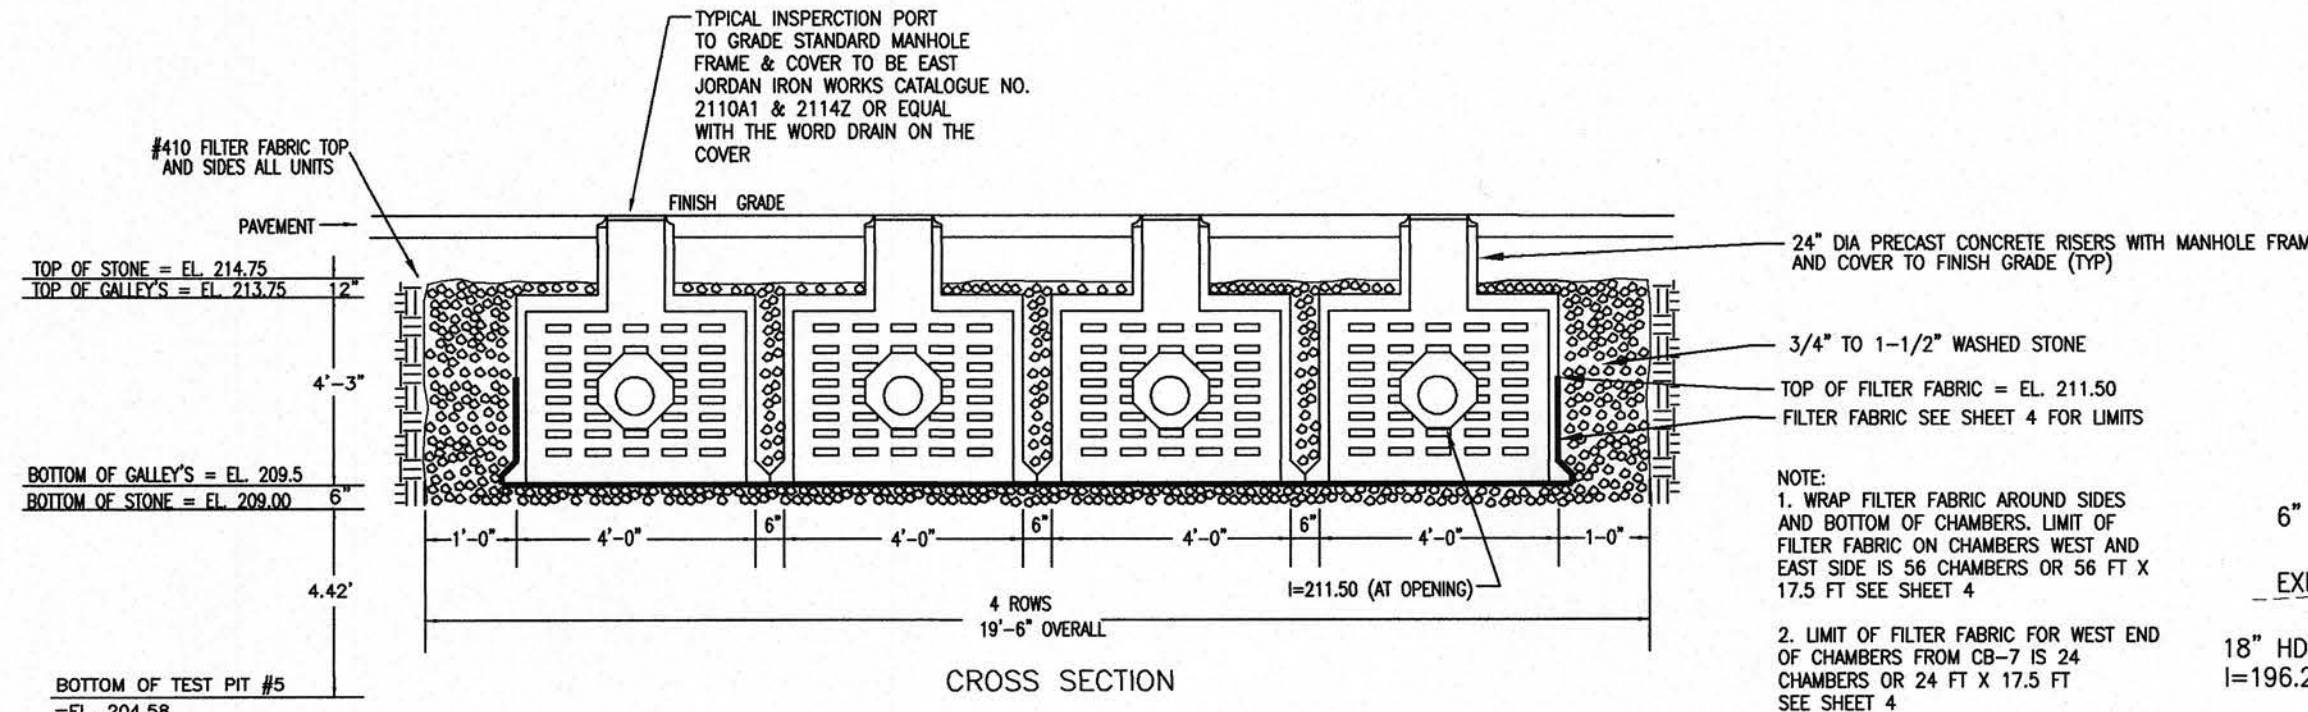 TYPICAL INSPERCTION PORT
TO GRADE STANDARD MANHOLE
FRAME & COVER TO BE EAST
JORDAN IRON WORKS CATALOGUE NO.
2110A1 & 2114Z OR EQUAL
WITH THE WORD DRAIN ON THE
COVER
#410 FILTER FABRIC TOP
AND SIDES ALL UNITS
FINISH GRADE
PAVEMENT
24" DIA PRECAST CONCRETE RISERS WITH MANHOLE FRAM
AND COVER TO FINISH GRADE (TYP)
TOP OF STONE = EL. 214.75
TOP OF GALLEY'S = EL. 213.75
12"
3/4" TO 1-1/2" WASHED STONE
4'-3"
TOP OF FILTER FABRIC = EL. 211.50
FILTER FABRIC SEE SHEET 4 FOR LIMITS
BOTTOM OF GALLEY'S = EL. 209.5
BOTTOM OF STONE = EL. 209.00
6"
1'-0"
4'-0"
6"
4'-0"
6"
4'-0"
6"
4'-0"
1-0"
4.42'
I=211.50 (AT OPENING)
4 ROWS
19'-6" OVERALL
CROSS SECTION
BOTTOM OF TEST PIT #5
=EL. 204.58
NOTE:
1. WRAP FILTER FABRIC AROUND SIDES
AND BOTTOM OF CHAMBERS. LIMIT OF
FILTER FABRIC ON CHAMBERS WEST AND
EAST SIDE IS 56 CHAMBERS OR 56 FT X
17.5 FT SEE SHEET 4
2. LIMIT OF FILTER FABRIC FOR WEST END
OF CHAMBERS FROM CB-7 IS 24
CHAMBERS OR 24 FT X 17.5 FT
SEE SHEET 4
6"
18" HD
I=196.2